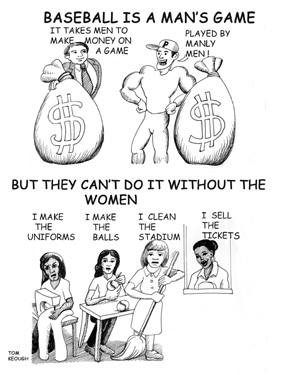 BASEBALL IS A MAN'S GAME
IT TAKES MEN TO
MAKE MONEY ON
A GAME
PLAYED BY
MANLY
MEN!
P
$
$
BUT THEY CAN'T DO IT WITHOUT THE
WOMEN
I MAKE
THE
UNIFORMS
I MAKE
THE
BALLS
I CLEAN
THE
STADIUM
I SELL
THE
TICKETS
TOM
KEOUGH